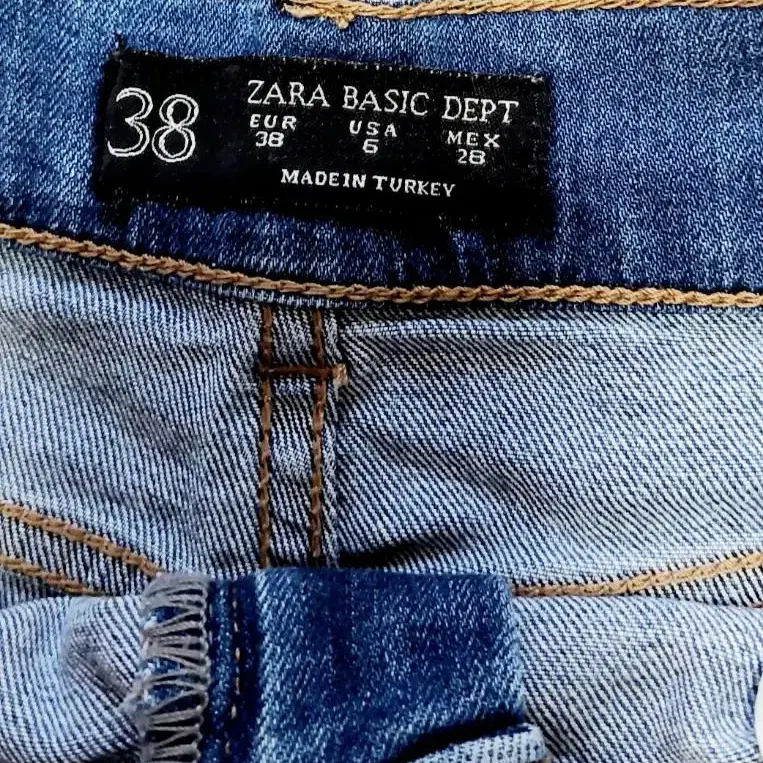 38
ZARA BASIC DEPT
EUR USA MEX
38 6 28
MADE IN TURKEY